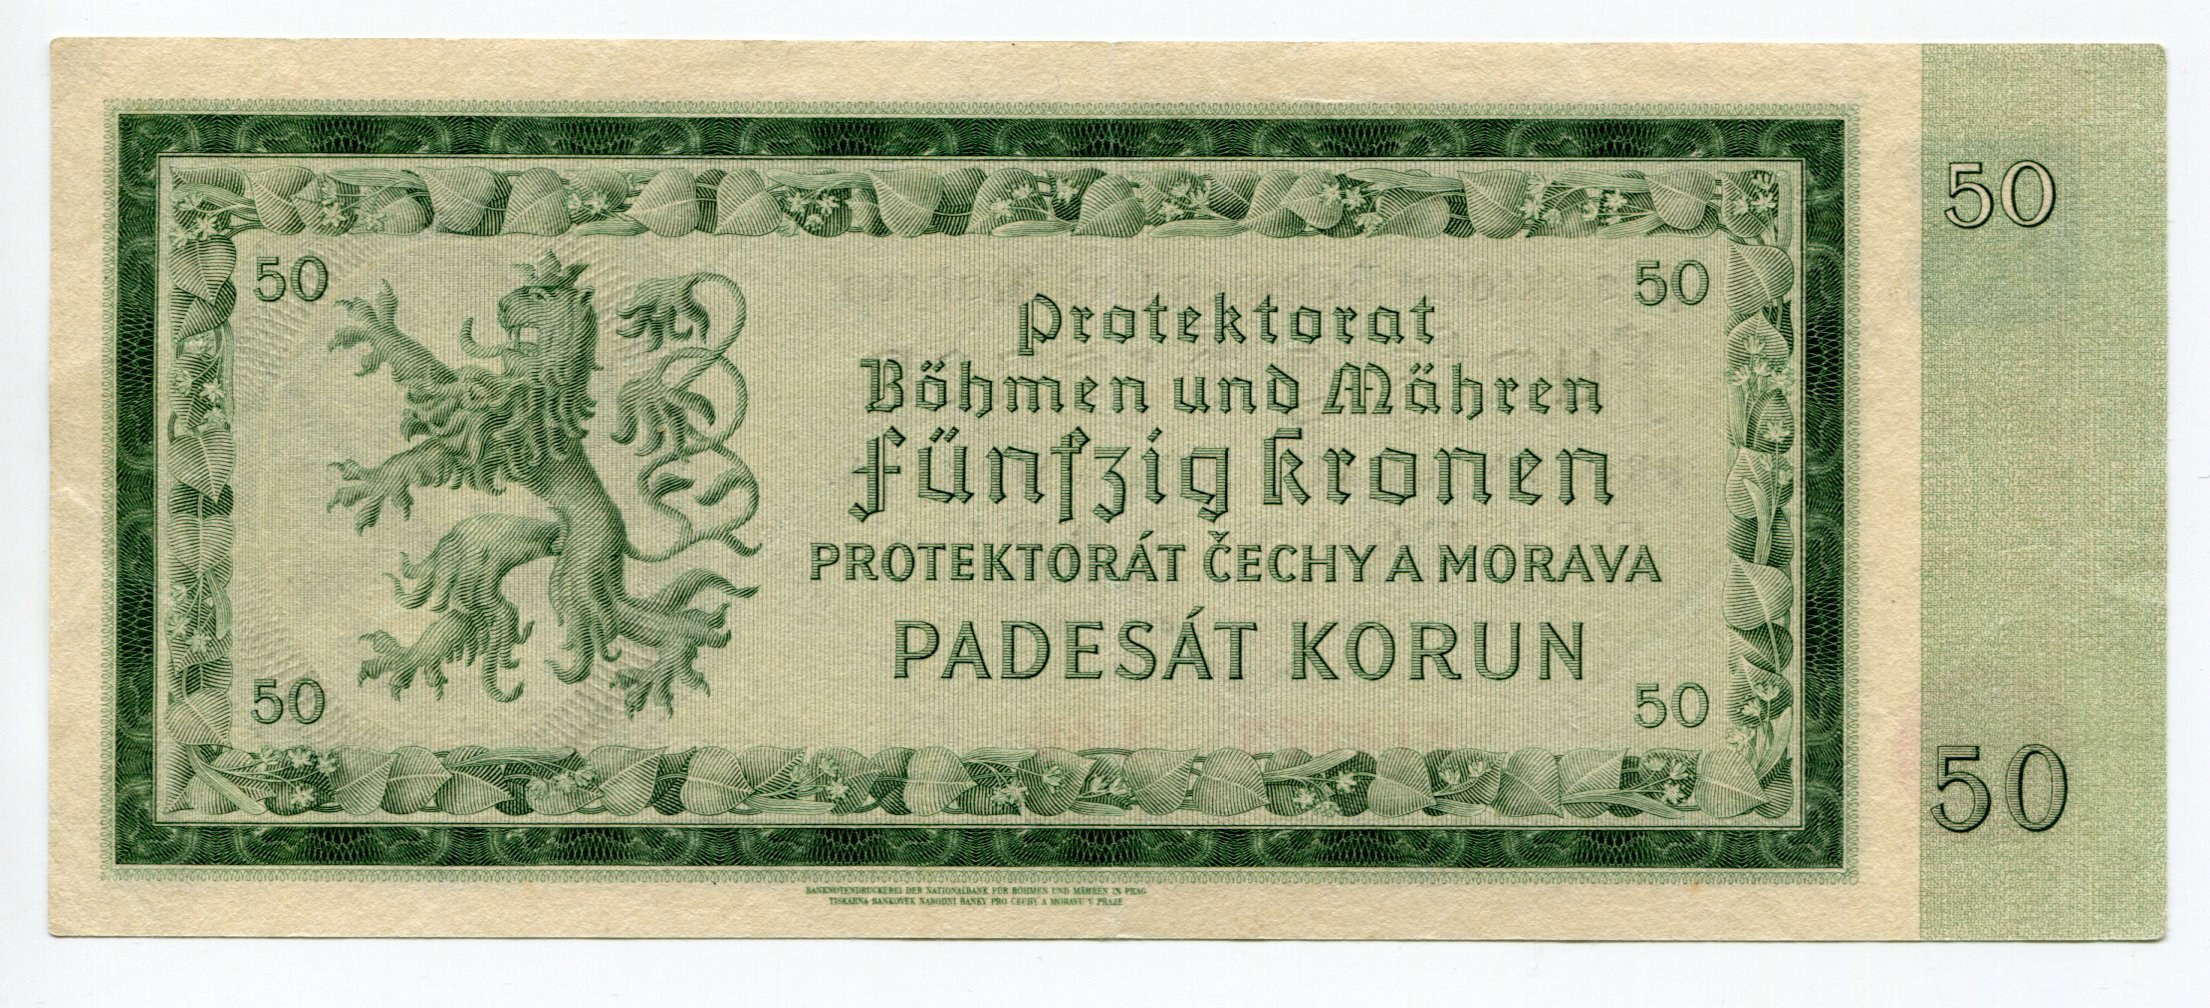 50
50
50
Protektorat
Böhmen und Mähren
Fünfzig Kronen
PROTEKTORÁT ČECHY A MORAVA
PADESÁT KORUN
50
50
50
BANKNOTENDRUCKEREI DER NATIONALBANK FÜR BÖHMEN UND MÄHREN IN PRAG
TISKÁRNA BANKOVEK NÁRODNÍ BANKY PRO ČECHY A MORAVU V PRAZE